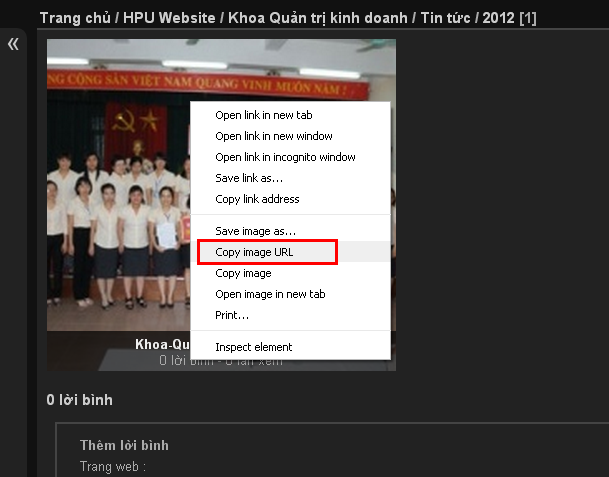 Trang chủ / HPU Website / Khoa Quản trị kinh doanh / Tin tức / 2012 [1]
«
CỘNG SẢN VIỆT NAM QUANG VINH MUÔN NĂM
Open link in new tab
Open link in new window
Open link in incognito window
Save link as...
Copy link address
Save image as...
Copy image URL
Copy image
Open image in new tab
Print...
Inspect element
Khoa-Qu
0 lời bình - 0 lần xem
0 lời bình
Thêm lời bình
Trang web :